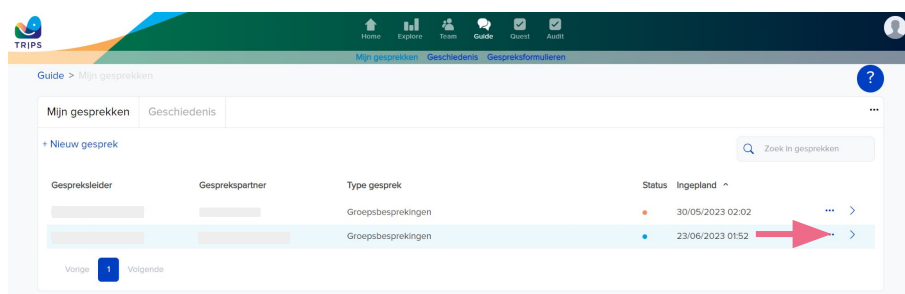 TRIPS
Home Explore Team Guide Quest Audit
Mijn gesprekken Geschiedenis Gespreksformulieren
Guide > Mijn gesprekken
?
Mijn gesprekken Geschiedenis ...
+ Nieuw gesprek
Zoek in gesprekken
Gespreksleider Gesprekspartner Type gesprek Status Ingepland ^
Groepsbesprekingen 30/05/2023 02:02 ... >
Groepsbesprekingen 23/06/2023 01:52 ... >
Vorige 1 Volgende